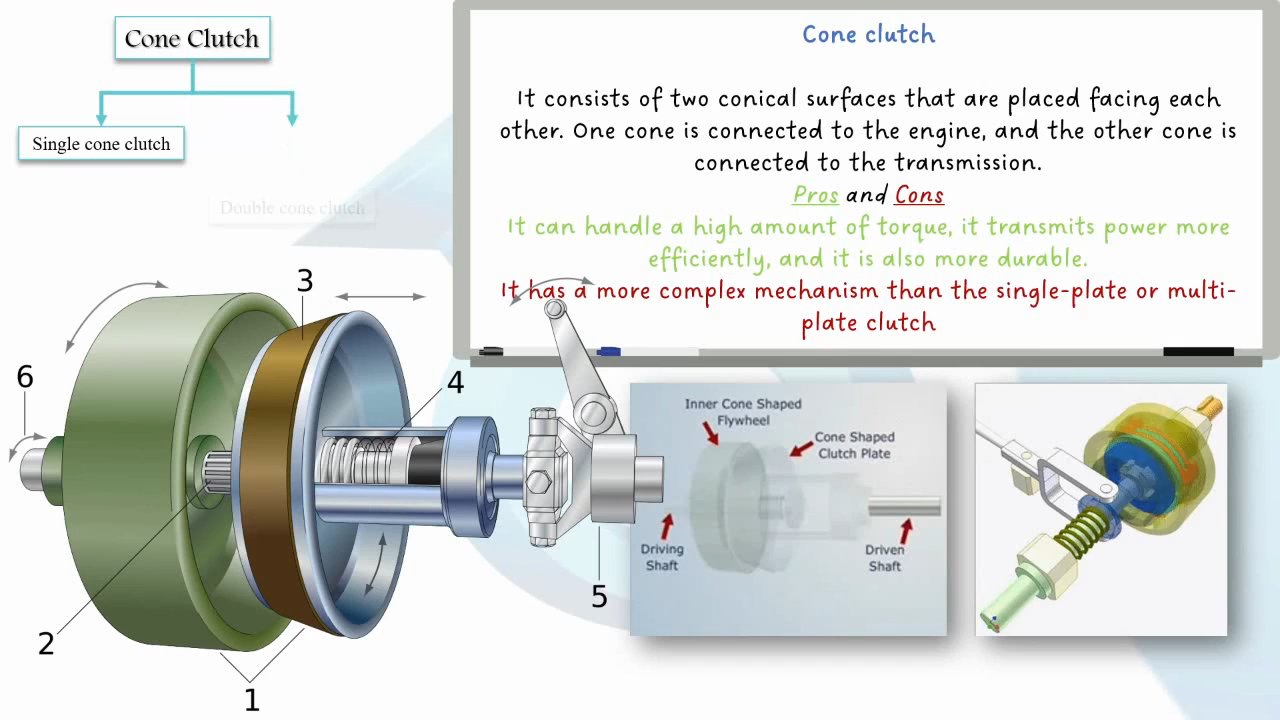 Cone Clutch
Single cone clutch
Double cone clutch
Cone clutch
It consists of two conical surfaces that are placed facing each
other. One cone is connected to the engine, and the other cone is
connected to the transmission.
Pros and Cons
It can handle a high amount of torque, it transmits power more
efficiently, and it is also more durable.
It has a more complex mechanism than the single-plate or multi-
plate clutch
3
6
4
2
1
5
Inner Cone Shaped
Flywheel
Cone Shaped
Clutch Plate
Driving
Shaft
Driven
Shaft